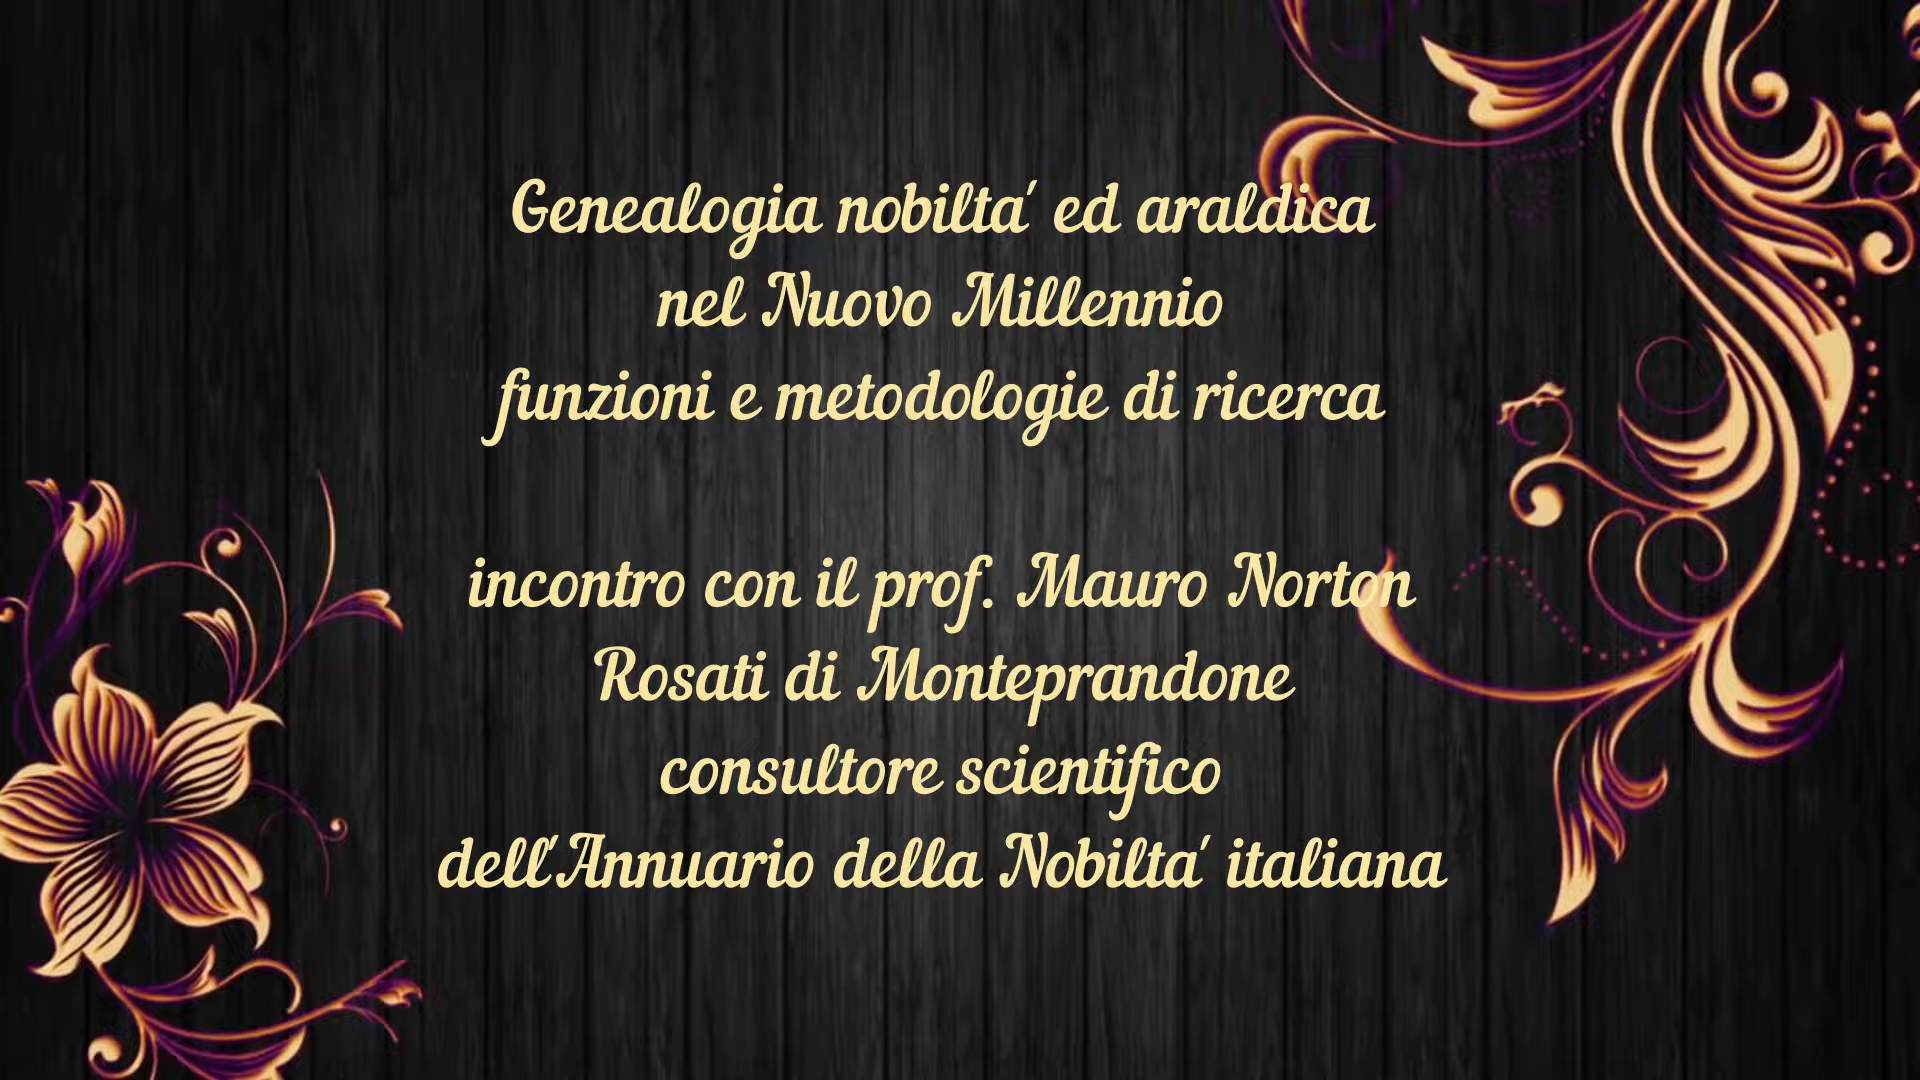 Genealogia nobilta' ed araldica
nel Nuovo Millennio
funzioni e metodologie di ricerca
incontro con il prof. Mauro Norton
Rosati di Monteprandone
consultore scientifico
dell'Annuario della Nobilta' italiana